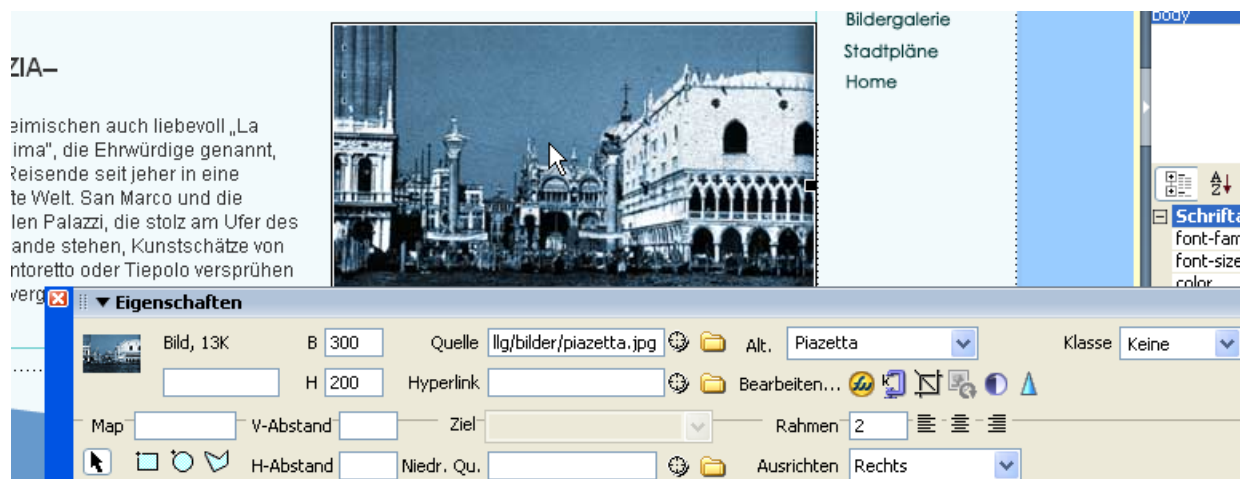 Bildergalerie
Stadtpläne
Home
body
ZIA–
eimischen auch liebevoll „La
ima", die Ehrwürdige genannt,
Reisende seit jeher in eine
te Welt. San Marco und die
len Palazzi, die stolz am Ufer des
ande stehen, Kunstschätze von
ntoretto oder Tiepolo versprühen
verg
A
Z
Schrifta
font-fam
font-size
color
Eigenschaften
Bild, 13K B 300 Quelle llg/bilder/piazetta.jpg Alt. Piazetta Klasse Keine
H 200 Hyperlink Bearbeiten...
Map V-Abstand Ziel Rahmen 2
H-Abstand Niedr. Qu. Ausrichten Rechts